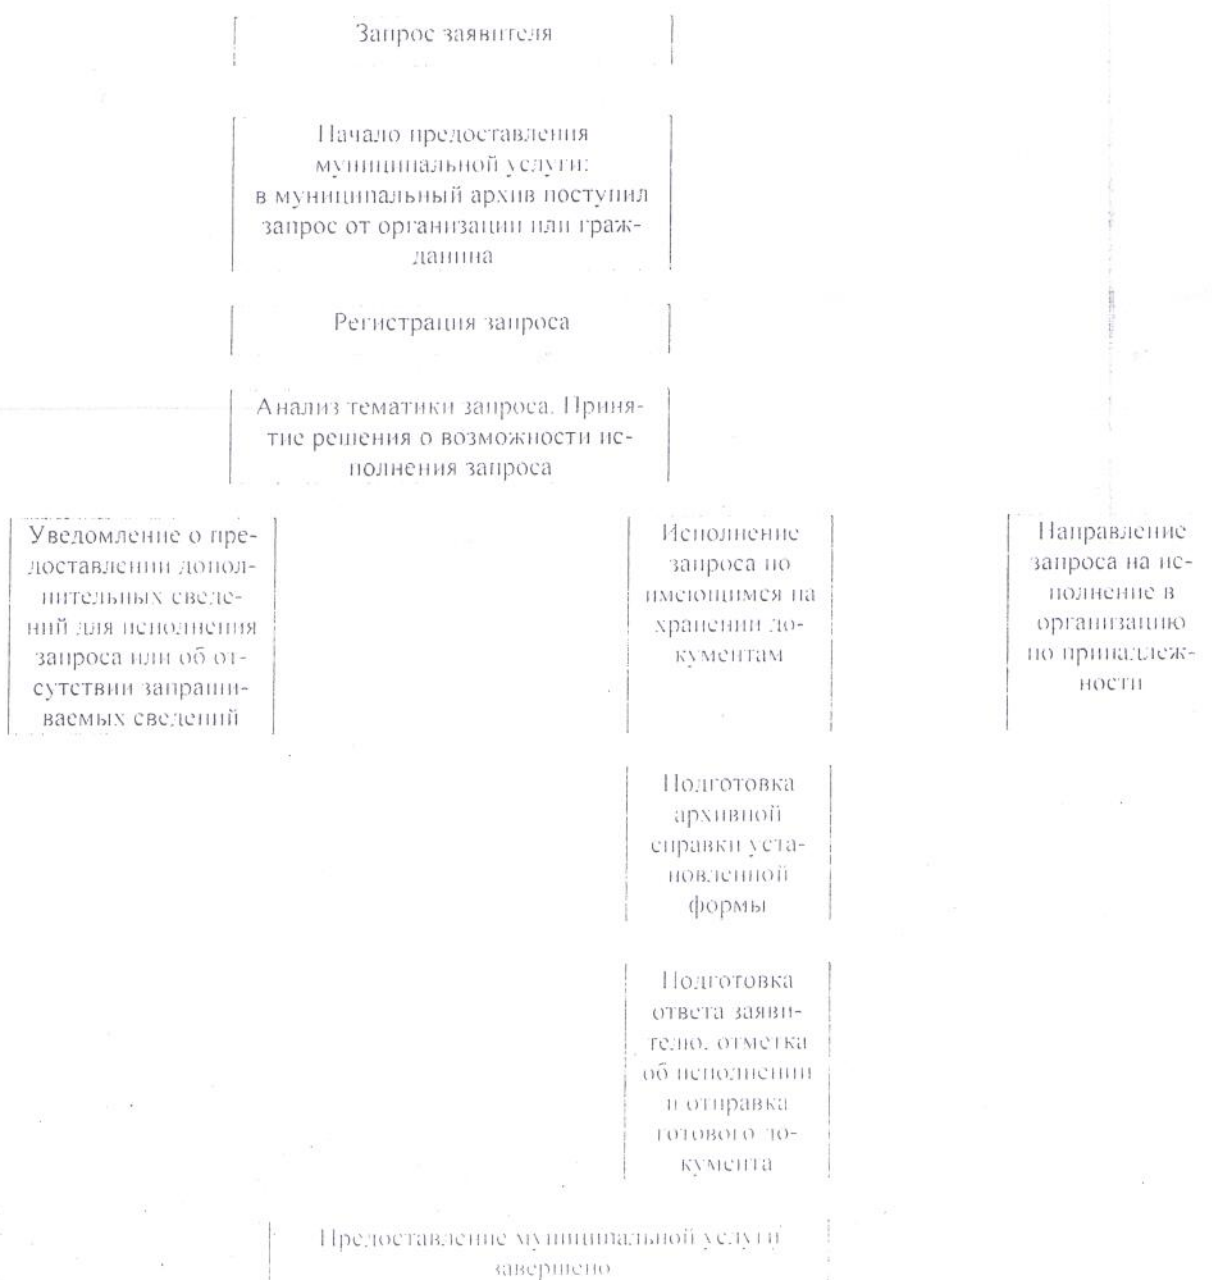 Запрос заявителя
Начало предоставления
муниципальной услуги:
в муниципальный архив поступил
запрос от организации или граж-
данина
Регистрация запроса
Анализ тематики запроса. Приня-
тие решения о возможности ис-
полнения запроса
Уведомление о пре-
доставлении допол-
нительных сведе-
ний для исполнения
запроса или об от-
сутствии запраши-
ваемых сведений
Исполнение
запроса по
имеющимся на
хранении до-
кументам
Направление
запроса на ис-
полнение в
организацию
по принадлеж-
ности
Подготовка
архивной
справки уста-
новленной
формы
Подготовка
ответа заяви-
телю, отметка
об исполнении
и отправка
готового до-
кумента
Предоставление муниципальной услуги
завершено